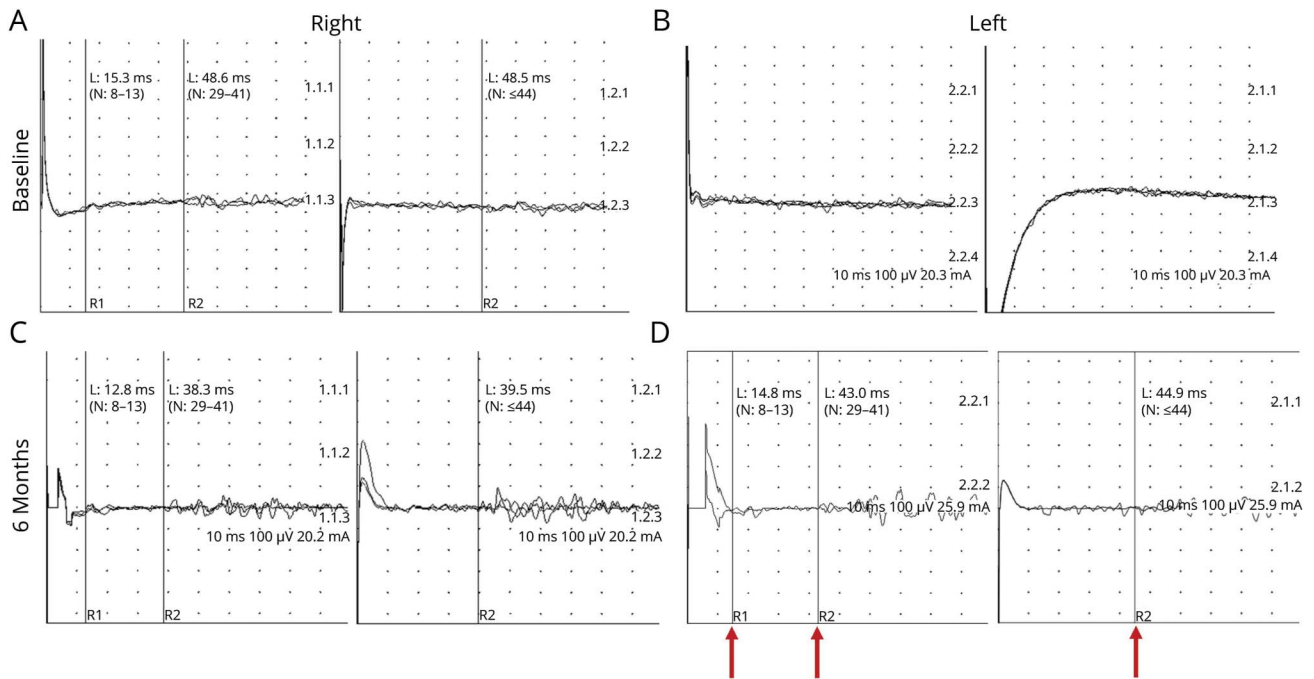 A
Right
B
Left
Baseline
L: 15.3 ms
(N: 8–13)
L: 48.6 ms
(N: 29–41)
1.1.1
1.1.2
1.1.3
R1
R2
L: 48.5 ms
(N: ≤44)
1.2.1
1.2.2
1.2.3
R2
2.2.1
2.2.2
2.2.3
2.2.4
10 ms 100 µV 20.3 mA
2.1.1
2.1.2
2.1.3
2.1.4
10 ms 100 µV 20.3 mA
C
D
6 Months
L: 12.8 ms
(N: 8–13)
L: 38.3 ms
(N: 29–41)
1.1.1
1.1.2
1.1.3
10 ms 100 µV 20.2 mA
R1
R2
L: 39.5 ms
(N: ≤44)
1.2.1
1.2.2
1.2.3
10 ms 100 µV 20.2 mA
R2
L: 14.8 ms
(N: 8–13)
L: 43.0 ms
(N: 29–41)
2.2.1
2.2.2
10 ms 100 µV 25.9 mA
R1
R2
L: 44.9 ms
(N: ≤44)
2.1.1
2.1.2
10 ms 100 µV 25.9 mA
R2